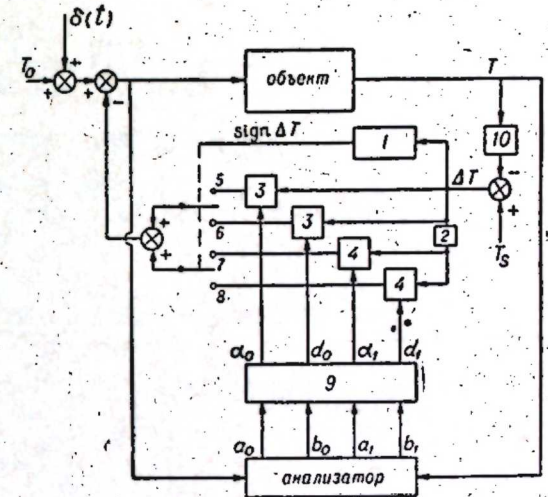 δ(t)
T₀ + + + −
объект
T
10
−
+
Tₛ
sign ΔT
1
ΔT
2
5
3
6
3
7
4
8
4
+
+
α₀ d₀ α₁ d₁
9
a₀ b₀ a₁ b₁
анализатор